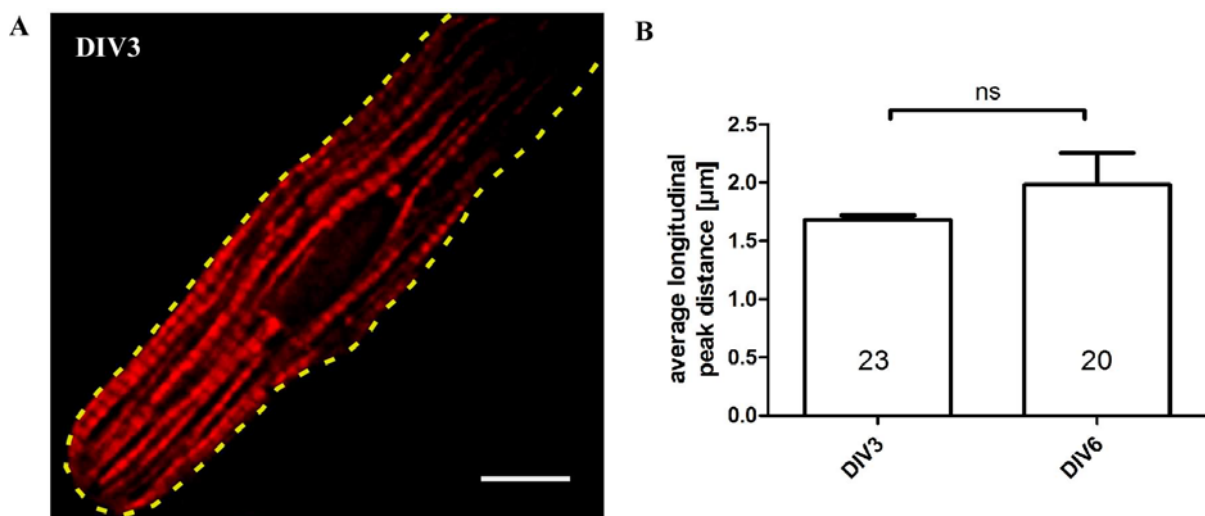 A
DIV3
B
ns
average longitudinal
peak distance [µm]
2.5
2.0
1.5
1.0
0.5
0.0
23
20
DIV3
DIV6